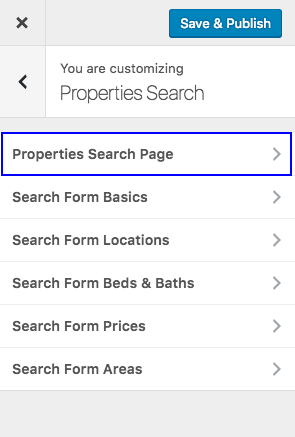 Save & Publish
You are customizing
Properties Search
Properties Search Page
Search Form Basics
Search Form Locations
Search Form Beds & Baths
Search Form Prices
Search Form Areas